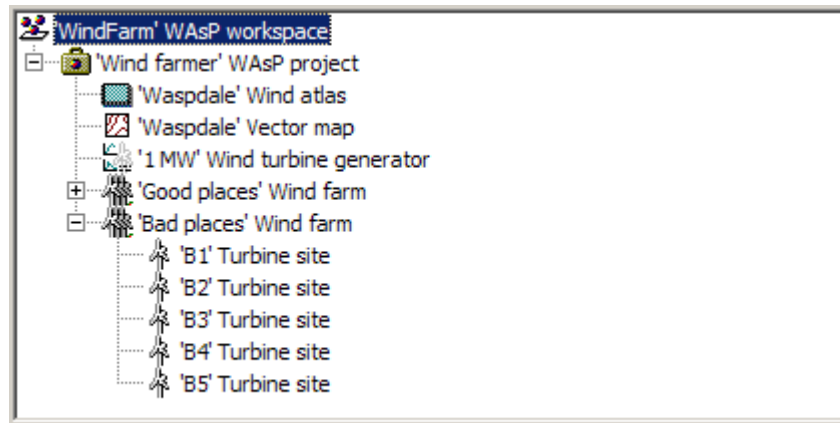 'WindFarm' WAsP workspace
'Wind farmer' WAsP project
'Waspdale' Wind atlas
'Waspdale' Vector map
'1 MW' Wind turbine generator
'Good places' Wind farm
'Bad places' Wind farm
'B1' Turbine site
'B2' Turbine site
'B3' Turbine site
'B4' Turbine site
'B5' Turbine site